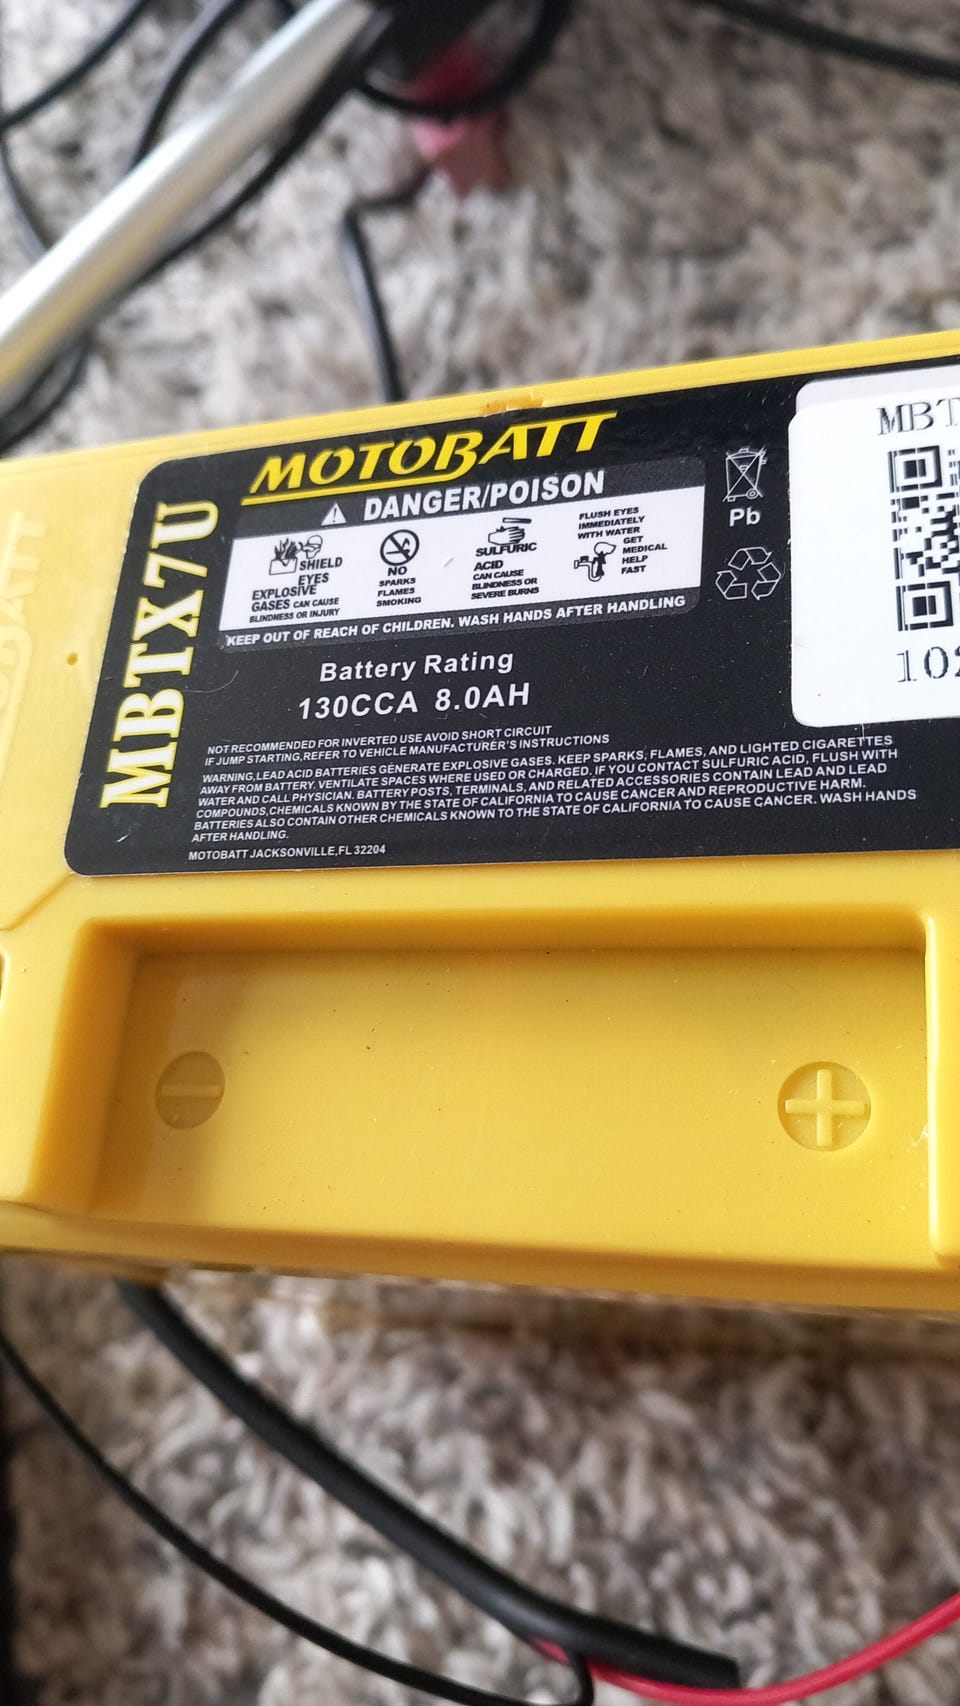 MOTOBATT
MBTX7U
DANGER/POISON
SHIELD
EYES
EXPLOSIVE
GASES CAN CAUSE
BLINDNESS OR INJURY
NO
SPARKS
FLAMES
SMOKING
SULFURIC
ACID
CAN CAUSE
BLINDNESS OR
SEVERE BURNS
FLUSH EYES
IMMEDIATELY
WITH WATER
GET
MEDICAL
HELP
FAST
KEEP OUT OF REACH OF CHILDREN. WASH HANDS AFTER HANDLING
Pb
Battery Rating
130CCA 8.0AH
NOT RECOMMENDED FOR INVERTED USE AVOID SHORT CIRCUIT
IF JUMP STARTING,REFER TO VEHICLE MANUFACTURER'S INSTRUCTIONS
WARNING,LEAD ACID BATTERIES GENERATE EXPLOSIVE GASES. KEEP SPARKS, FLAMES, AND LIGHTED CIGARETTES
AWAY FROM BATTERY. VENTILATE SPACES WHERE USED OR CHARGED. IF YOU CONTACT SULFURIC ACID, FLUSH WITH
WATER AND CALL PHYSICIAN. BATTERY POSTS, TERMINALS, AND RELATED ACCESSORIES CONTAIN LEAD AND LEAD
COMPOUNDS,CHEMICALS KNOWN BY THE STATE OF CALIFORNIA TO CAUSE CANCER AND REPRODUCTIVE HARM.
BATTERIES ALSO CONTAIN OTHER CHEMICALS KNOWN TO THE STATE OF CALIFORNIA TO CAUSE CANCER. WASH HANDS
AFTER HANDLING.
MOTOBATT JACKSONVILLE,FL 32204
MBT
10